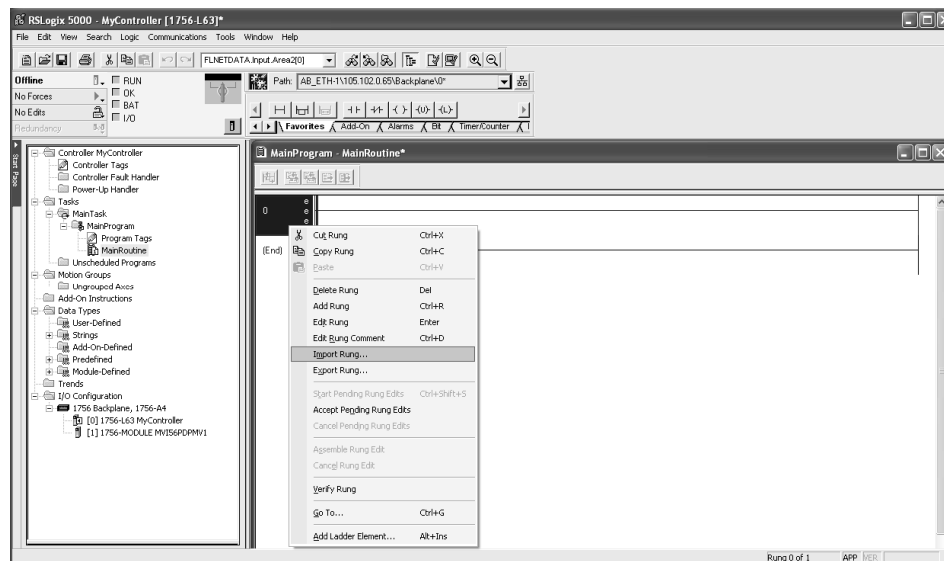 RSLogix 5000 - MyController [1756-L63]*
File Edit View Search Logic Communications Tools Window Help
FLNETDATA.Input.Area2[0]
Offline
RUN
No Forces
OK
No Edits
BAT
Redundancy
I/O
Path: AB_ETH-1\105.102.0.65\Backplane\0*
Favorites Add-On Alarms Bit Timer/Counter
Start Page
Controller MyController
Controller Tags
Controller Fault Handler
Power-Up Handler
Tasks
MainTask
MainProgram
Program Tags
MainRoutine
Unscheduled Programs
Motion Groups
Ungrouped Axes
Add-On Instructions
Data Types
User-Defined
Strings
Add-On-Defined
Predefined
Module-Defined
Trends
I/O Configuration
1756 Backplane, 1756-A4
[0] 1756-L63 MyController
[1] 1756-MODULE MVI56PDPMV1
MainProgram - MainRoutine*
0
e
e
e
(End)
Cut Rung Ctrl+X
Copy Rung Ctrl+C
Paste Ctrl+V
Delete Rung Del
Add Rung Ctrl+R
Edit Rung Enter
Edit Rung Comment Ctrl+D
Import Rung...
Export Rung...
Start Pending Rung Edits Ctrl+Shift+S
Accept Pending Rung Edits
Cancel Pending Rung Edits
Assemble Rung Edit
Cancel Rung Edit
Verify Rung
Go To... Ctrl+G
Add Ladder Element... Alt+Ins
Rung 0 of 1 APP VER